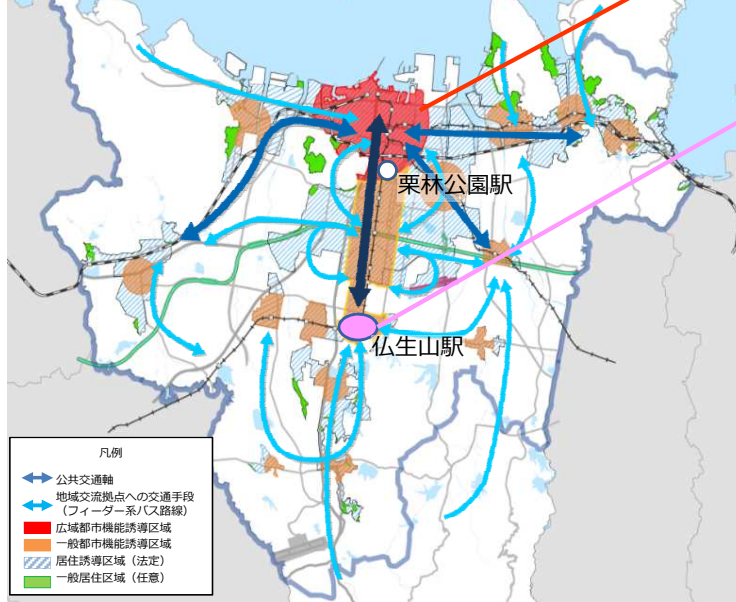 栗林公園駅
仏生山駅
凡例
公共交通軸
地域交流拠点への交通手段
（フィーダー系バス路線）
広域都市機能誘導区域
一般都市機能誘導区域
居住誘導区域（法定）
一般居住区域（任意）